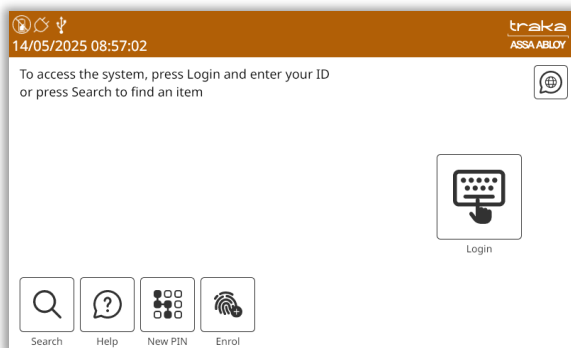 14/05/2025 08:57:02
traka
ASSA ABLOY
To access the system, press Login and enter your ID
or press Search to find an item
Login
Search
Help
New PIN
Enrol